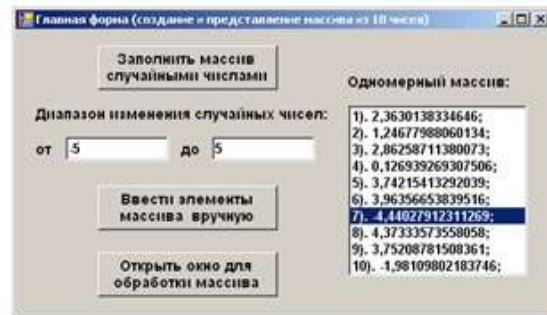 Главная форма (создание и представление массива из 10 чисел)
Заполнить массив
случайными числами
Диапазон изменения случайных чисел:
от -5 до 5
Ввести элементы
массива вручную
Открыть окно для
обработки массива
Одномерный массив:
1). 2,3630138334646;
2). 1,24677988060134;
3). 2,86258711380073;
4). 0,126939269307506;
5). 3,74215413292039;
6). 3,96356653839516;
7). -4,44027912311269;
8). 4,37333573558058;
9). 3,75208781508361;
10). -1,98109802183746;